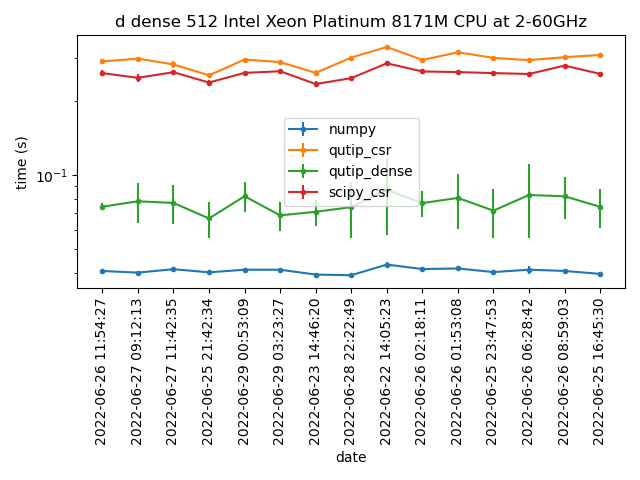 d dense 512 Intel Xeon Platinum 8171M CPU at 2-60GHz
time (s)
10⁻¹
numpy
qutip_csr
qutip_dense
scipy_csr
2022-06-26 11:54:27
2022-06-27 09:12:13
2022-06-27 11:42:35
2022-06-25 21:42:34
2022-06-29 00:53:09
2022-06-29 03:23:27
2022-06-23 14:46:20
2022-06-28 22:22:49
2022-06-22 14:05:23
2022-06-26 02:18:11
2022-06-26 01:53:08
2022-06-25 23:47:53
2022-06-26 06:28:42
2022-06-26 08:59:03
2022-06-25 16:45:30
date